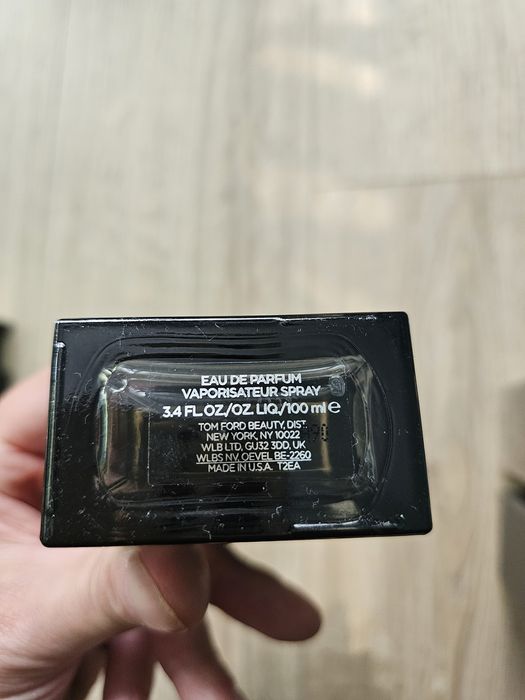 EAU DE PARFUM
VAPORISATEUR SPRAY
3.4 FL OZ/OZ. LIQ./100 ml ℮
TOM FORD BEAUTY, DIST.
NEW YORK, NY 10022
WLB LTD, GU32 3DD, UK
WLBS NV, OEVEL BE-2260
MADE IN U.S.A. T2EA